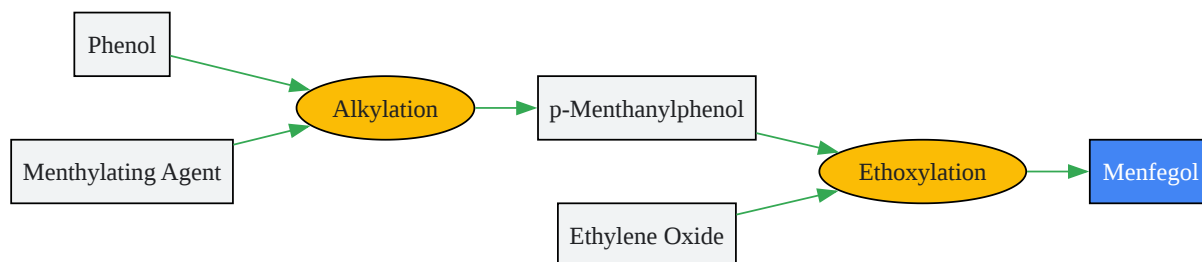 Phenol
Menthylating Agent
Alkylation
p-Menthanylphenol
Ethylene Oxide
Ethoxylation
Menfegol